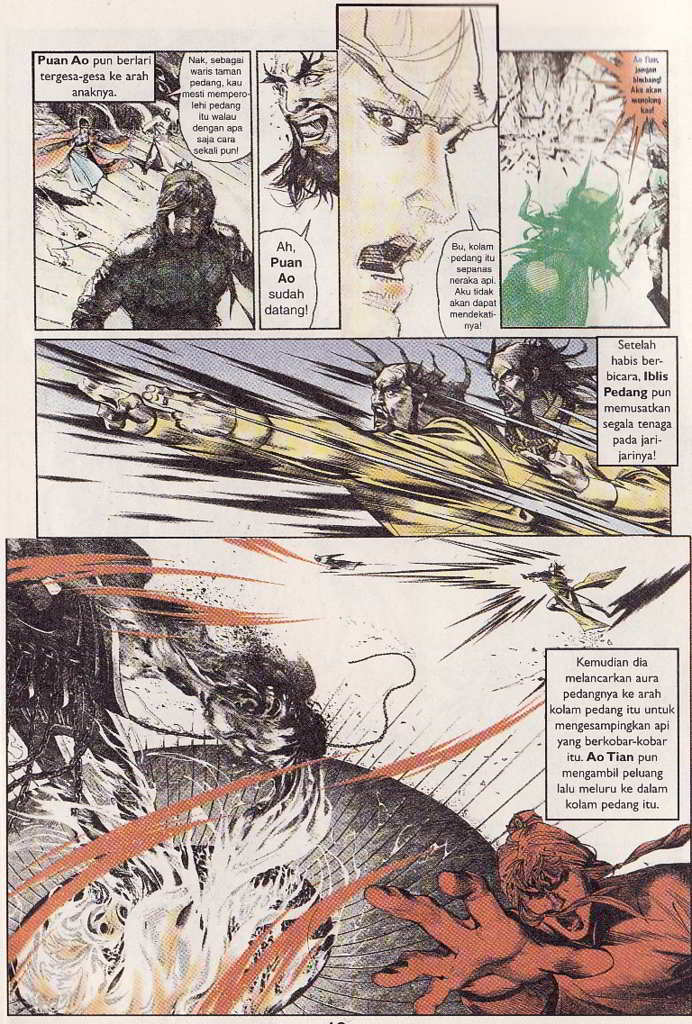 Puan Ao pun berlari
tergesa-gesa ke arah
anaknya.
Nak, sebagai
waris taman
pedang, kau
mesti mempero-
lehi pedang
itu walau
dengan apa
saja cara
sekali pun!
Ah,
Puan
Ao
sudah
datang!
Bu, kolam
pedang itu
sepanas
neraka api.
Aku tidak
akan dapat
mendekati-
nya!
Ao Tian,
jangan
bimbang!
Aku akan
menolong
kau!
Setelah
habis ber-
bicara, Iblis
Pedang pun
memusatkan
segala tenaga
pada jari-
jarinya!
Kemudian dia
melancarkan aura
pedangnya ke arah
kolam pedang itu untuk
mengesampingkan api
yang berkobar-kobar
itu. Ao Tian pun
mengambil peluang
lalu meluru ke dalam
kolam pedang itu.